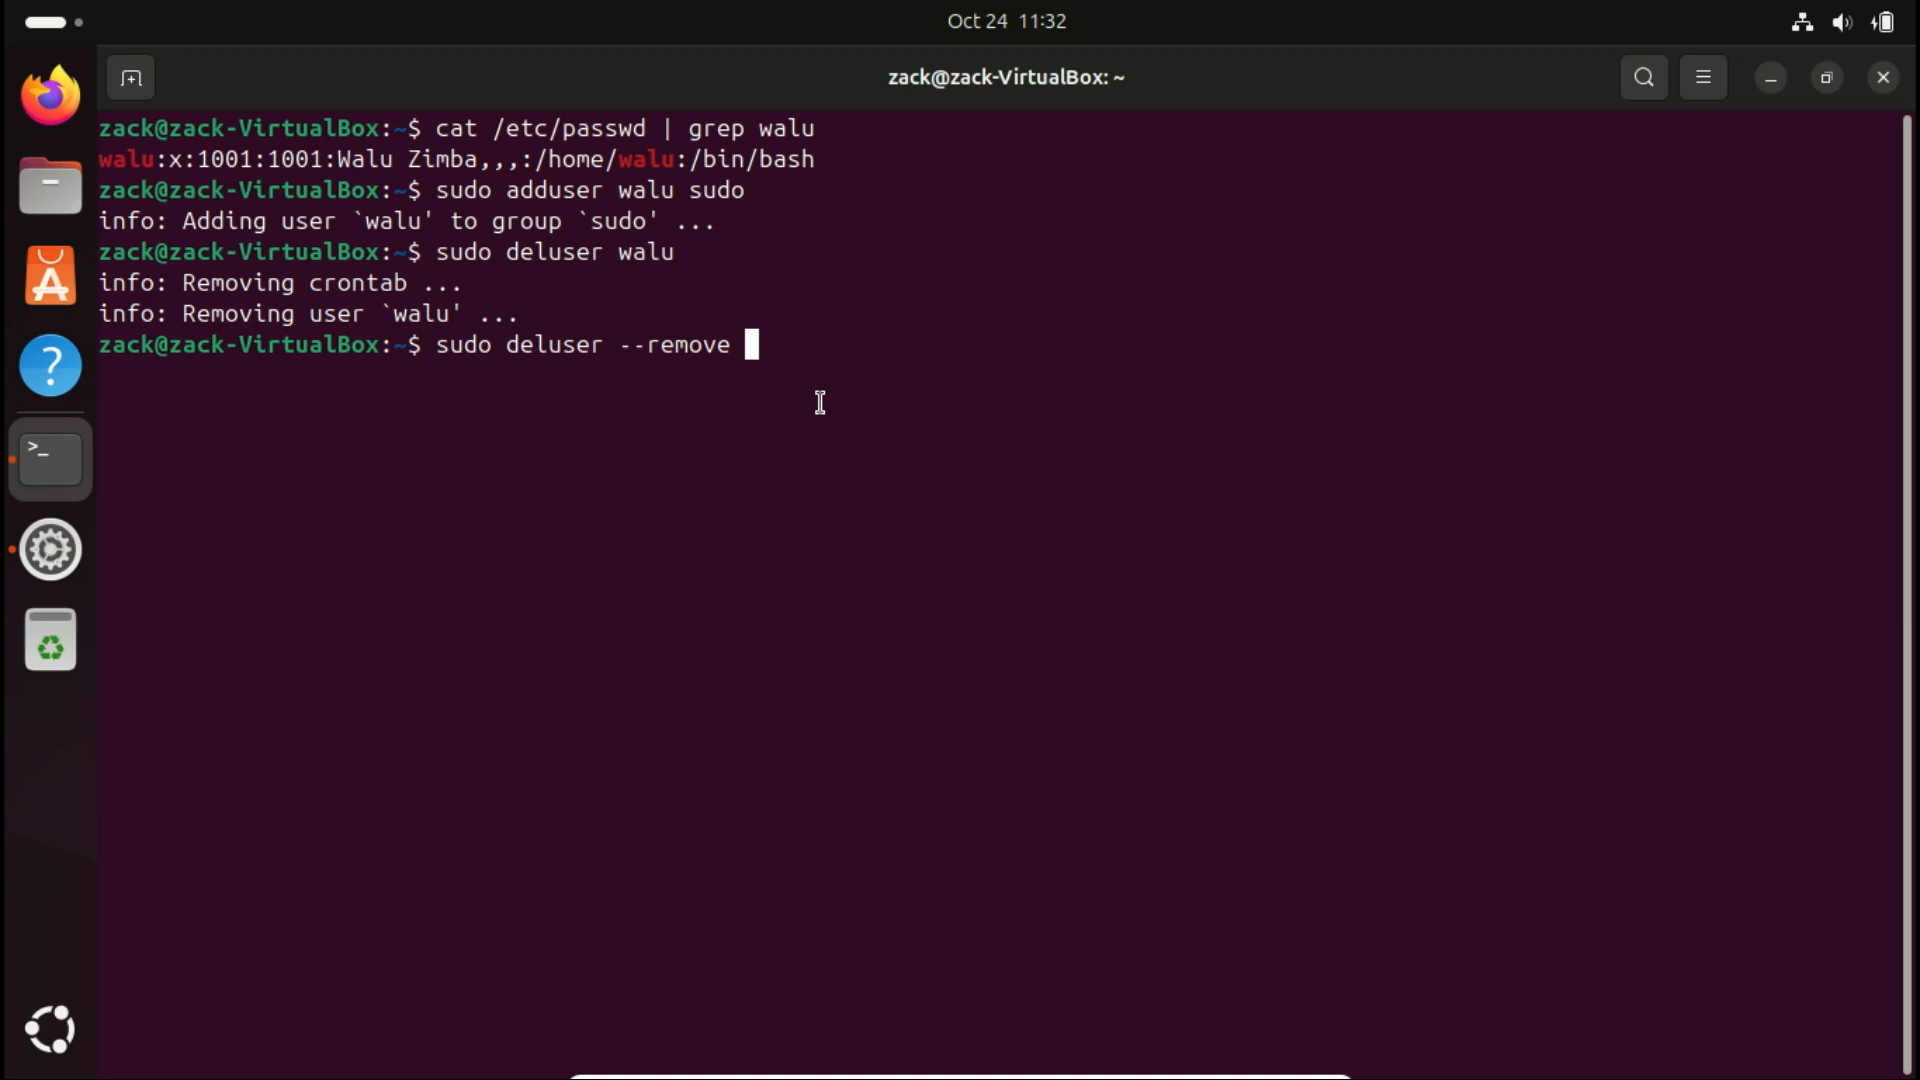 Oct 24 11:32
zack@zack-VirtualBox: ~
zack@zack-VirtualBox:~$ cat /etc/passwd | grep walu
walu:x:1001:1001:Walu Zimba,,,:/home/walu:/bin/bash
zack@zack-VirtualBox:~$ sudo adduser walu sudo
info: Adding user `walu' to group `sudo' ...
zack@zack-VirtualBox:~$ sudo deluser walu
info: Removing crontab ...
info: Removing user `walu' ...
zack@zack-VirtualBox:~$ sudo deluser --remove